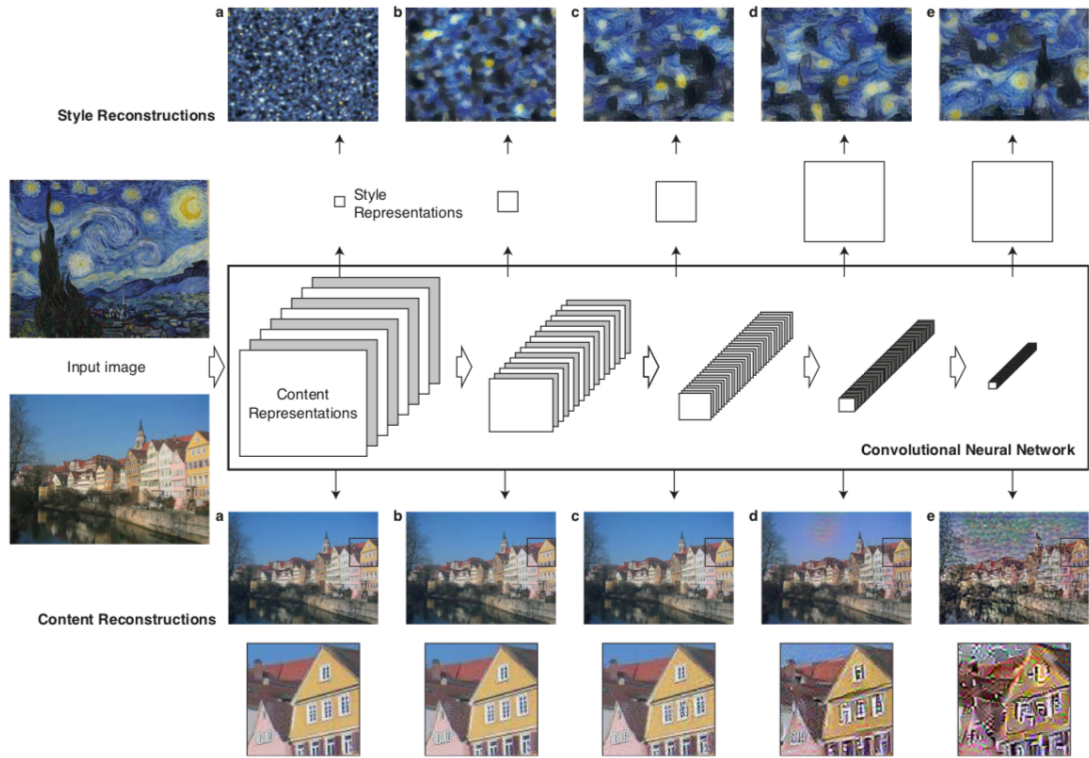 a b c d e
Style Reconstructions
Style
Representations
Input image
Content
Representations
Convolutional Neural Network
a b c d e
Content Reconstructions